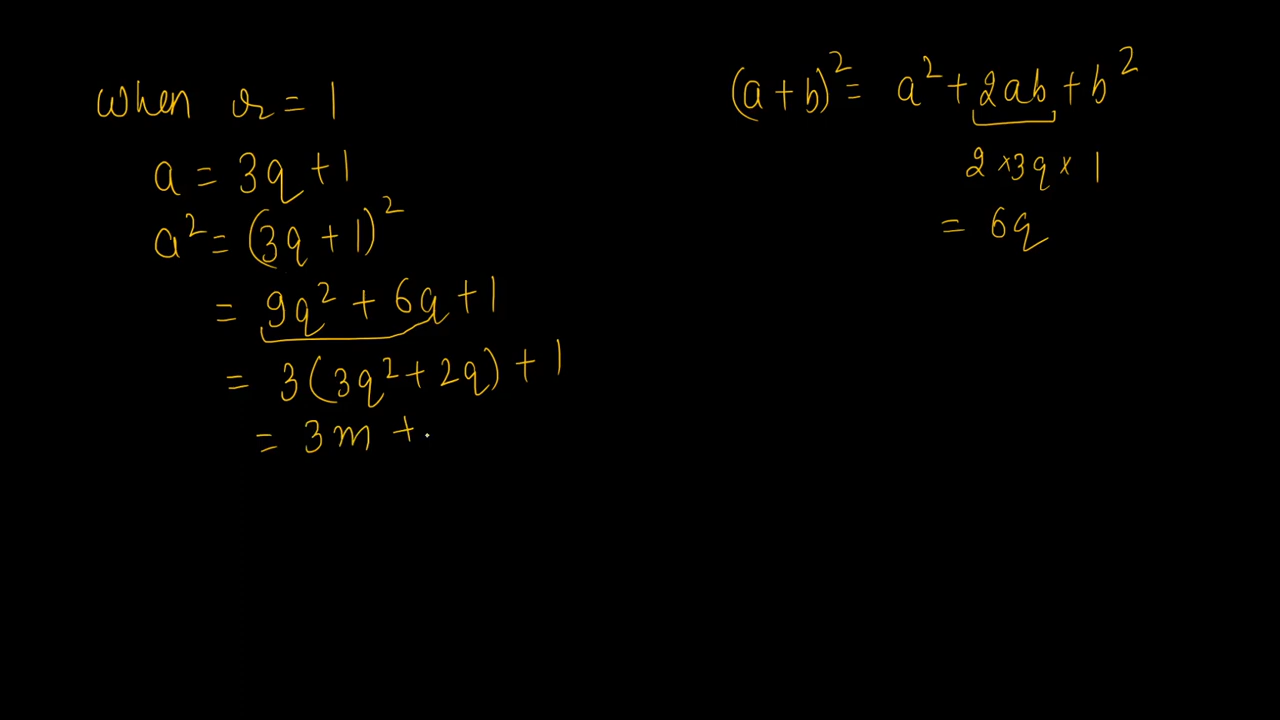 when r = 1
a = 3q + 1
a² = (3q + 1)²
= 9q² + 6q + 1
= 3(3q² + 2q) + 1
= 3m +
(a + b)² = a² + 2ab + b²
2 × 3q × 1
= 6q